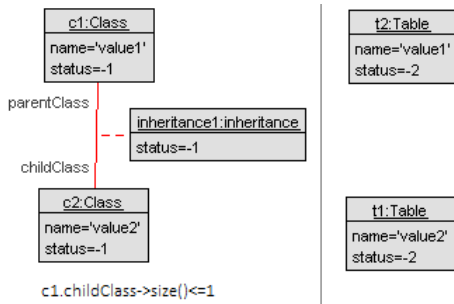 c1:Class
name='value1'
status=-1
parentClass
inheritance1:inheritance
status=-1
childClass
c2:Class
name='value2'
status=-1
c1.childClass->size()<=1
t2:Table
name='value1'
status=-2
t1:Table
name='value2'
status=-2